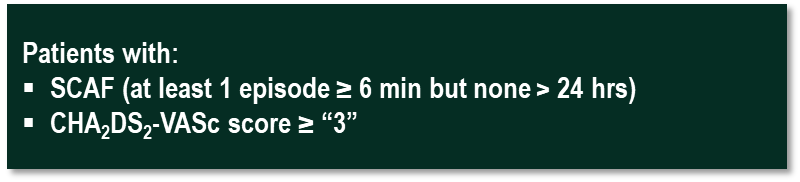 Patients with:
▪ SCAF (at least 1 episode ≥ 6 min but none > 24 hrs)
▪ CHA₂DS₂-VASc score ≥ “3”